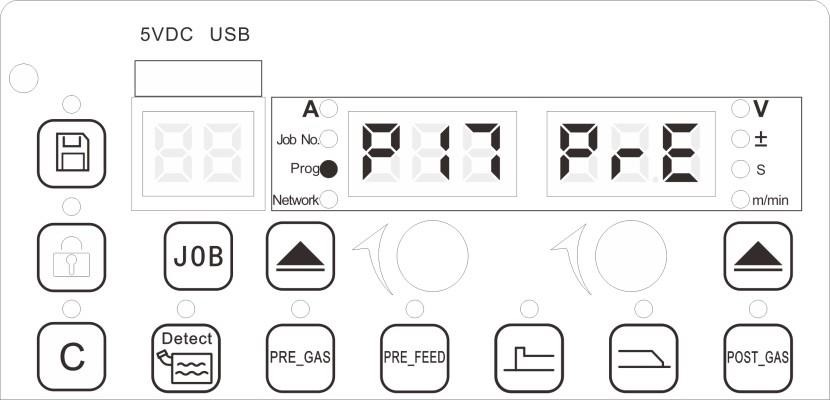 5VDC USB
A
V
Job No.
±
Prog
S
Network
m/min
P17
PrE
JOB
C
Detect
PRE_GAS
PRE_FEED
POST_GAS